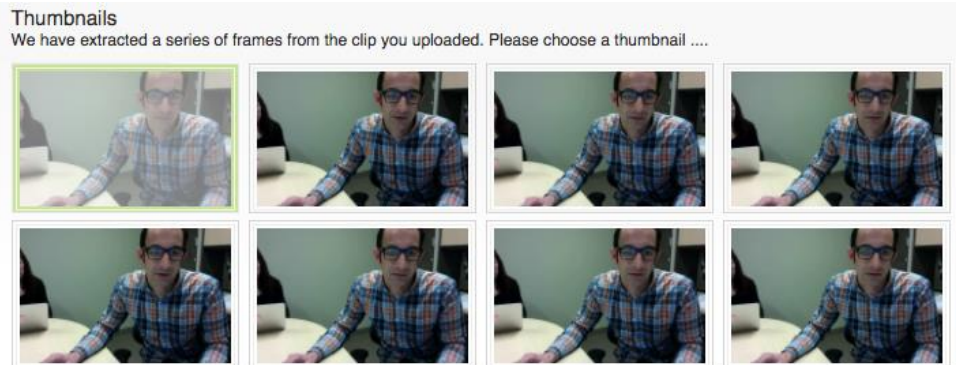 Thumbnails
We have extracted a series of frames from the clip you uploaded. Please choose a thumbnail ....